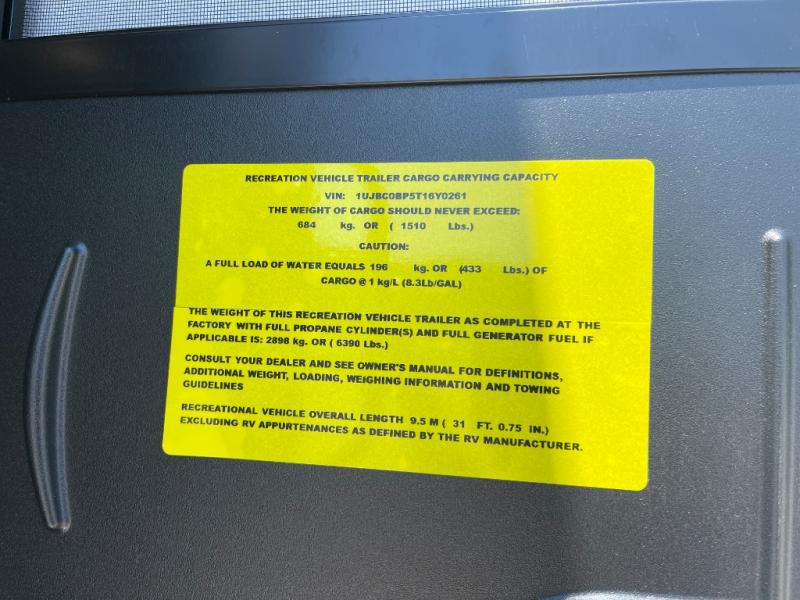 RECREATION VEHICLE TRAILER CARGO CARRYING CAPACITY
VIN: 1UJBC0BP5T16Y0261
THE WEIGHT OF CARGO SHOULD NEVER EXCEED:
684 kg. OR ( 1510 Lbs.)
CAUTION:
A FULL LOAD OF WATER EQUALS 196 kg. OR (433 Lbs.) OF
CARGO @ 1 kg/L (8.3Lb/GAL)
THE WEIGHT OF THIS RECREATION VEHICLE TRAILER AS COMPLETED AT THE
FACTORY WITH FULL PROPANE CYLINDER(S) AND FULL GENERATOR FUEL IF
APPLICABLE IS: 2898 kg. OR ( 6390 Lbs.)
CONSULT YOUR DEALER AND SEE OWNER'S MANUAL FOR DEFINITIONS,
ADDITIONAL WEIGHT, LOADING, WEIGHING INFORMATION AND TOWING
GUIDELINES
RECREATIONAL VEHICLE OVERALL LENGTH 9.5 M ( 31 FT. 0.75 IN.)
EXCLUDING RV APPURTENANCES AS DEFINED BY THE RV MANUFACTURER.